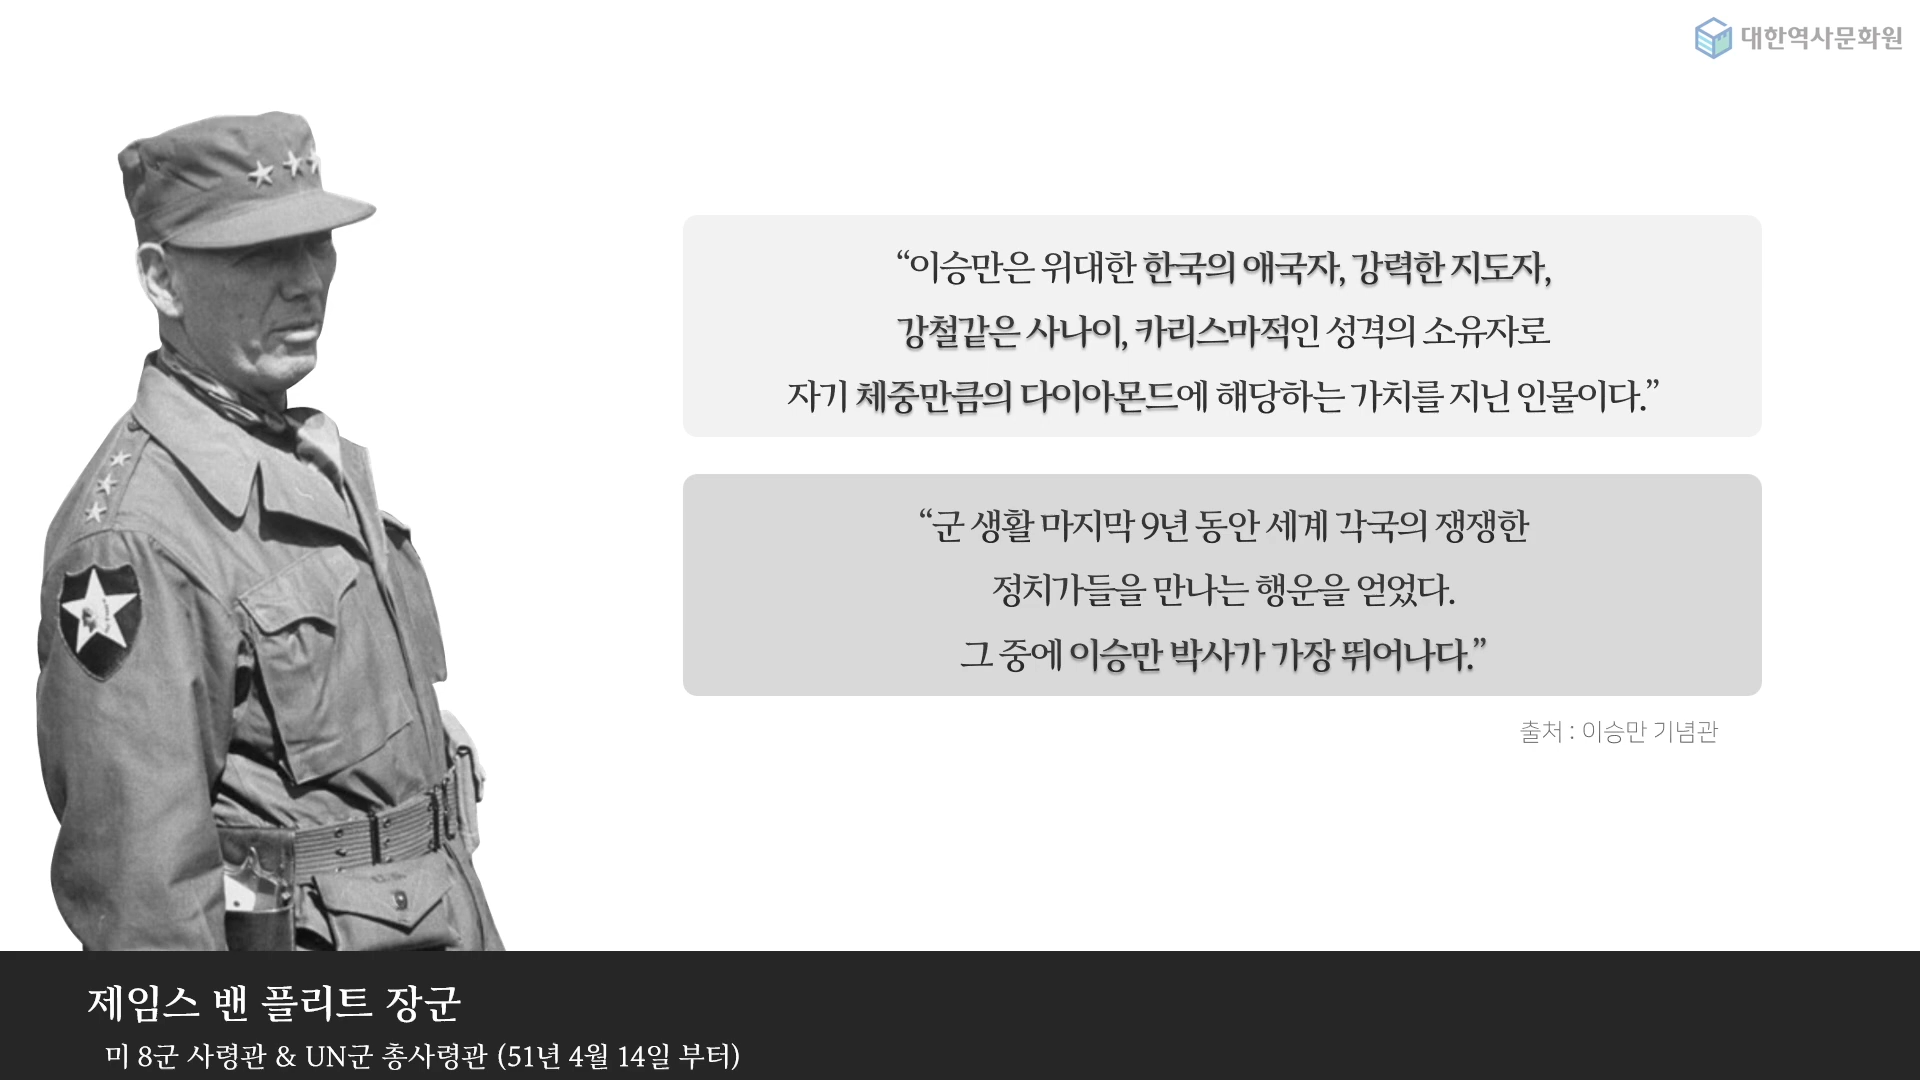 대한역사문화원
“이승만은 위대한 한국의 애국자, 강력한 지도자,
강철같은 사나이, 카리스마적인 성격의 소유자로
자기 체중만큼의 다이아몬드에 해당하는 가치를 지닌 인물이다.”
“군 생활 마지막 9년 동안 세계 각국의 쟁쟁한
정치가들을 만나는 행운을 얻었다.
그 중에 이승만 박사가 가장 뛰어나다.”
출처 : 이승만 기념관
제임스 밴 플리트 장군
미 8군 사령관 & UN군 총사령관 (51년 4월 14일 부터)